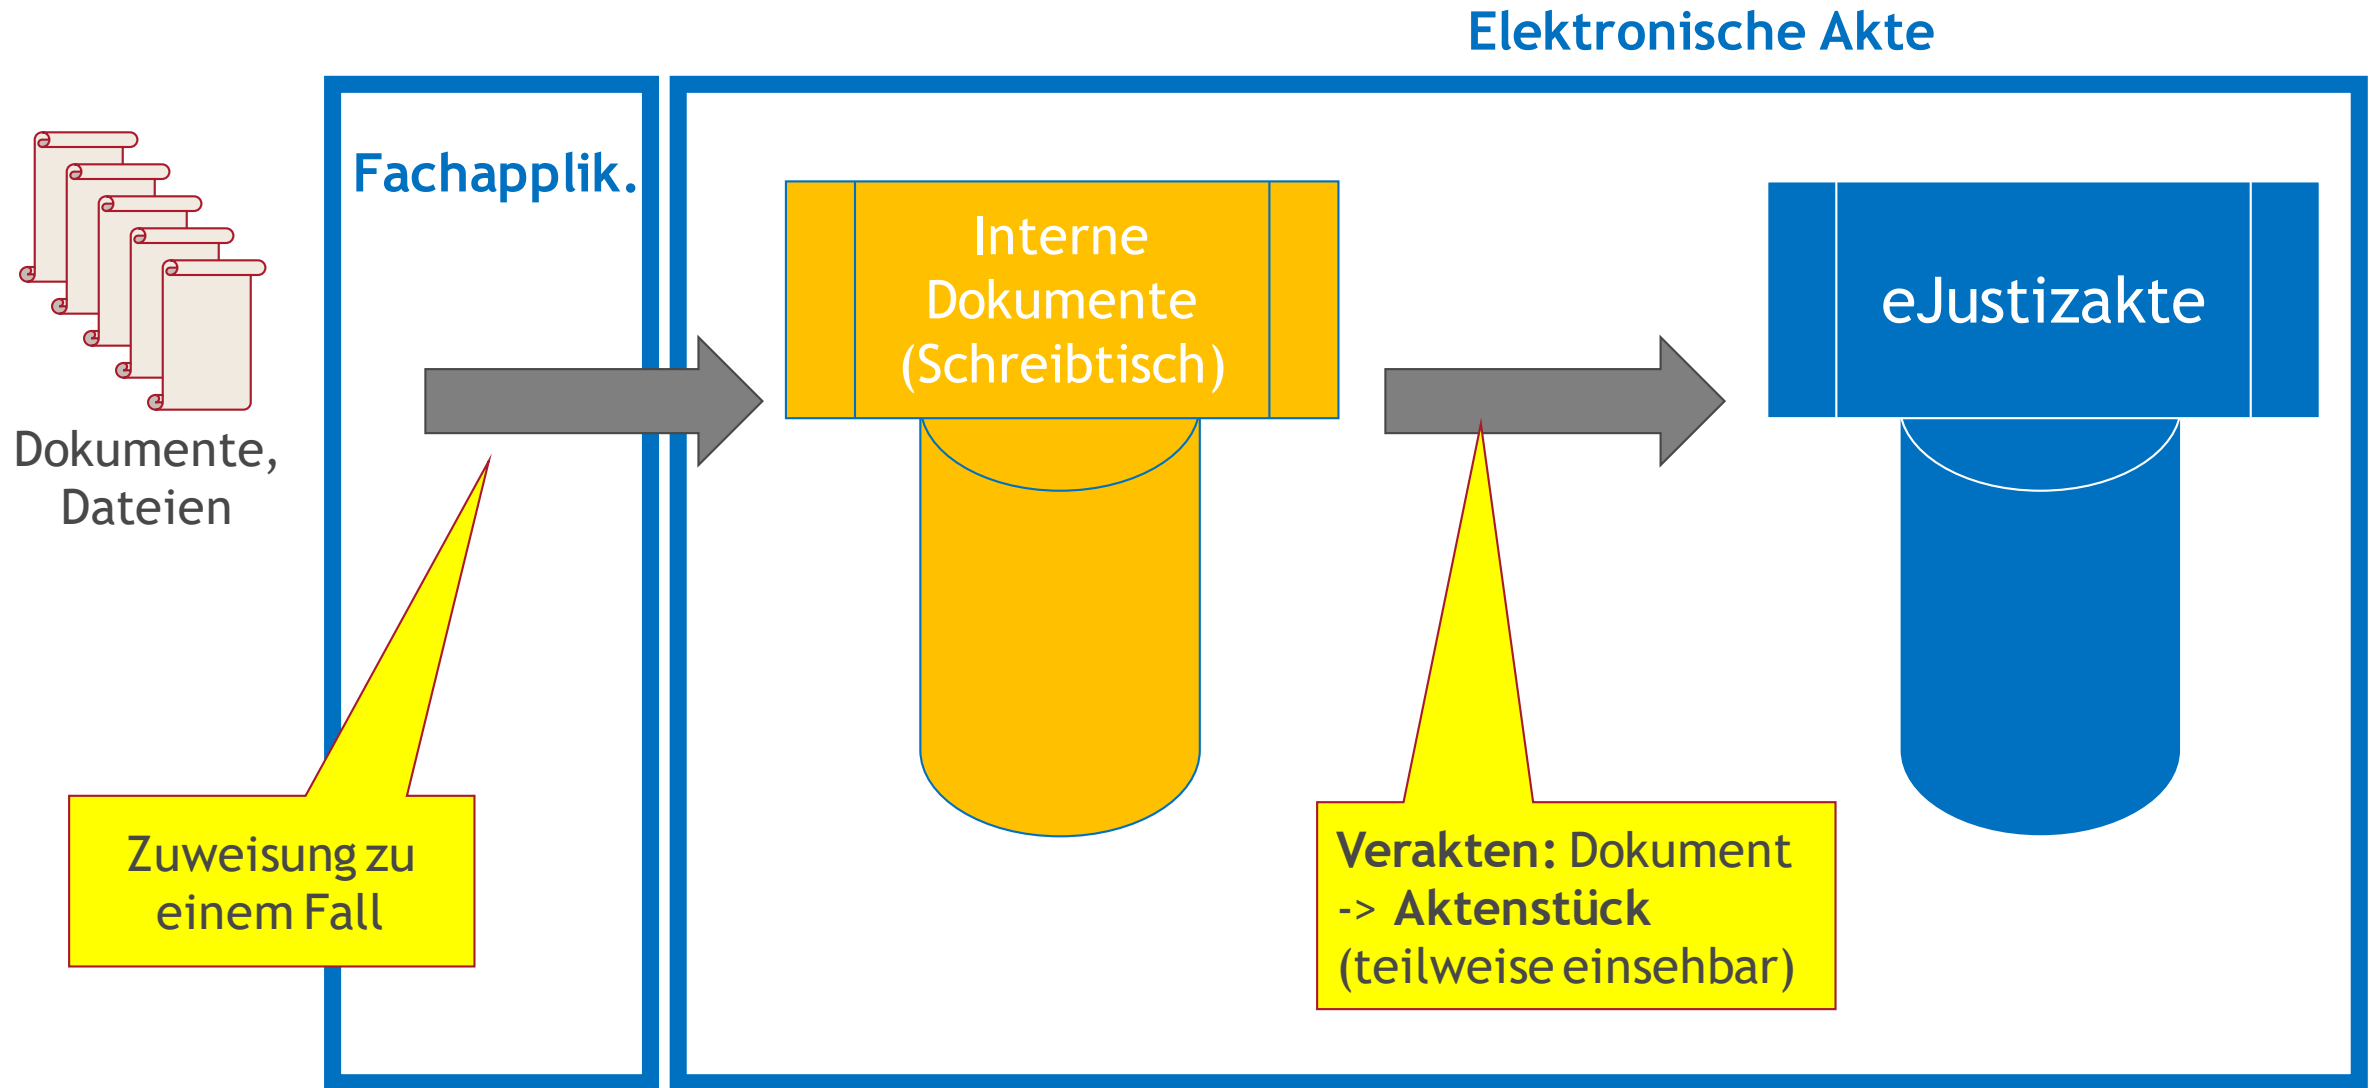 Elektronische Akte
Fachapplik.
Dokumente,
Dateien
Interne
Dokumente
(Schreibtisch)
eJustizakte
Zuweisung zu
einem Fall
Verakten: Dokument
-> Aktenstück
(teilweise einsehbar)